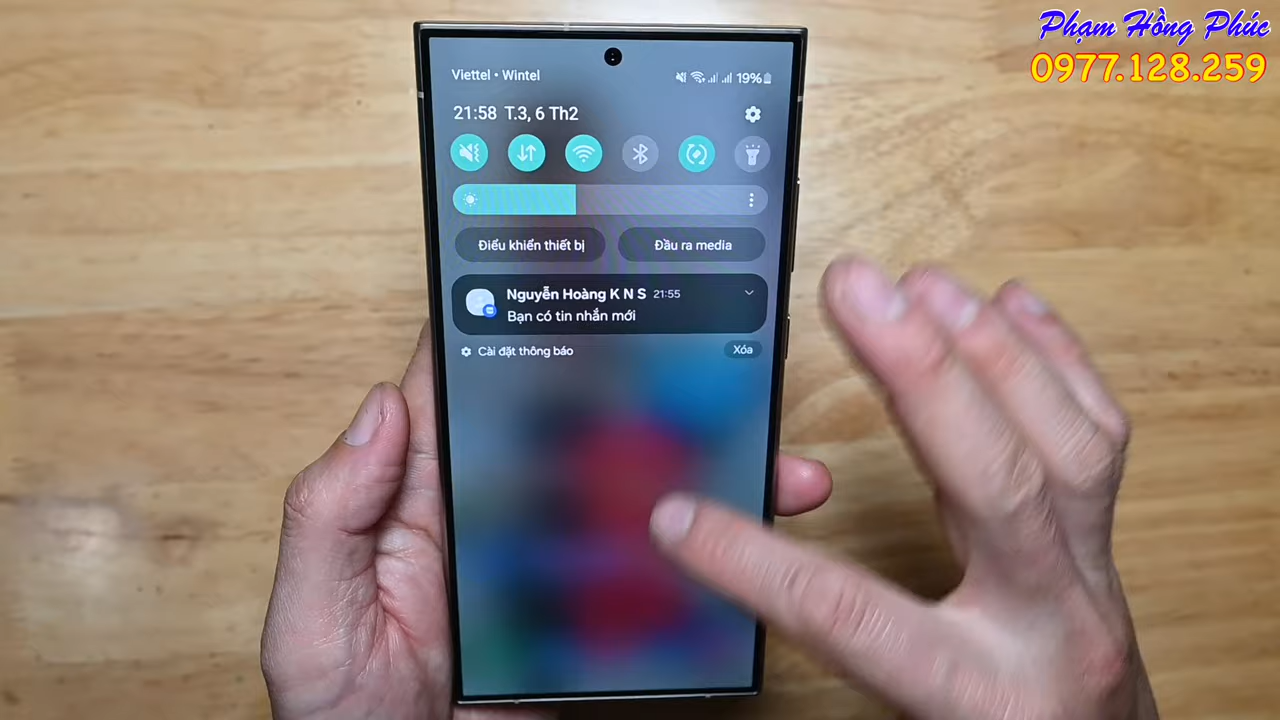 Phạm Hồng Phúc
0977.128.259
Viettel • Wintel
19%
21:58 T.3, 6 Th2
Điều khiển thiết bị
Đầu ra media
Nguyễn Hoàng K N S 21:55
Bạn có tin nhắn mới
Cài đặt thông báo
Xóa